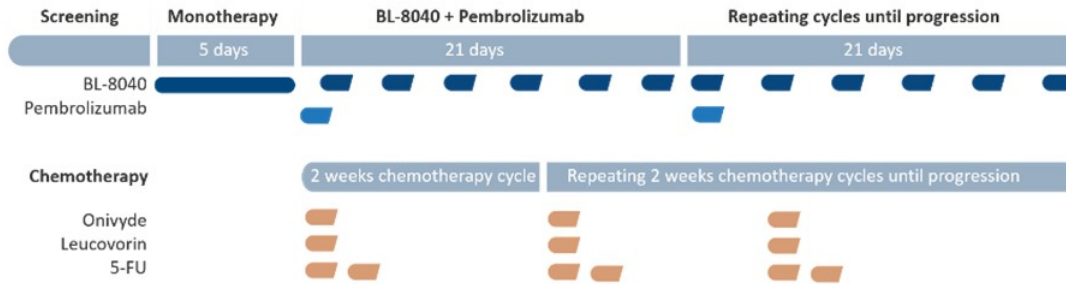 Screening Monotherapy BL-8040 + Pembrolizumab Repeating cycles until progression
5 days 21 days 21 days
BL-8040
Pembrolizumab
Chemotherapy 2 weeks chemotherapy cycle Repeating 2 weeks chemotherapy cycles until progression
Onivyde
Leucovorin
5-FU